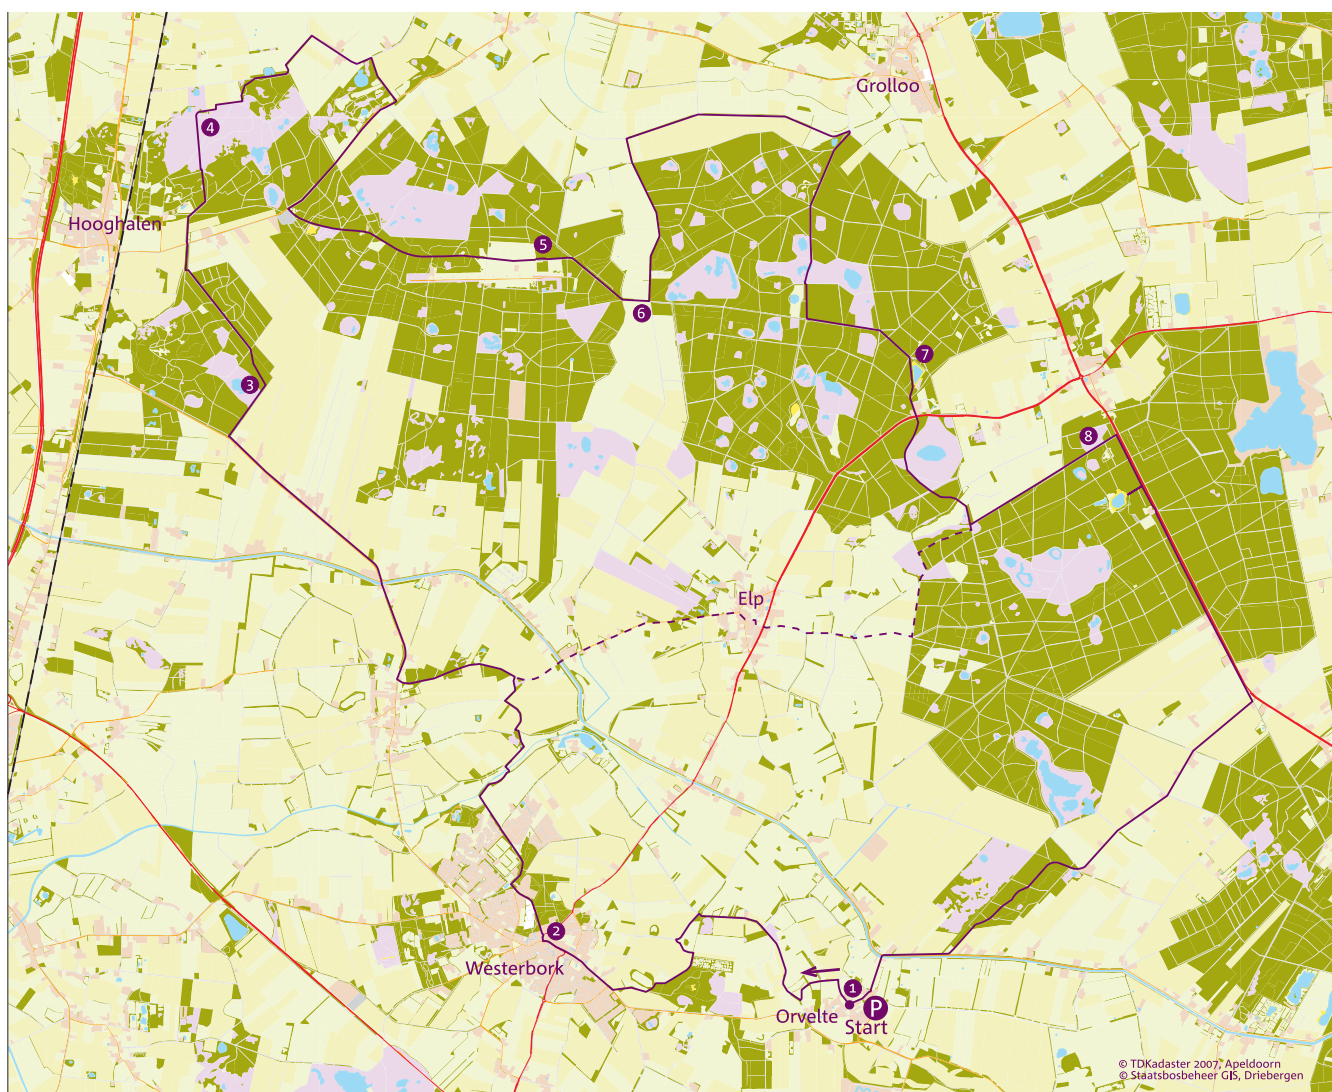 Grolloo
4
Hooghalen
5
6
7
3
8
Elp
2
Westerbork
1
P
Orvelte
Start
© TDKadaster 2007, Apeldoorn
© Staatsbosbeheer GIS, Driebergen